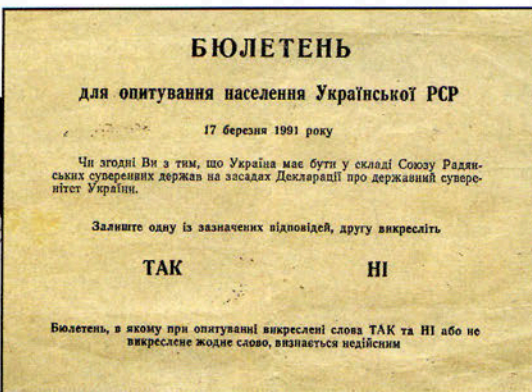 БЮЛЕТЕНЬ
для опитування населення Української РСР
17 березня 1991 року
Чи згодні Ви з тим, що Україна має бути у складі Союзу Радян-
ських суверенних держав на засадах Декларації про державний сувере-
нітет України.
Залиште одну із зазначених відповідей, другу викресліть
ТАК НІ
Бюлетень, в якому при опитуванні викреслені слова ТАК та НІ або не
викреслене жодне слово, визнається недійсним